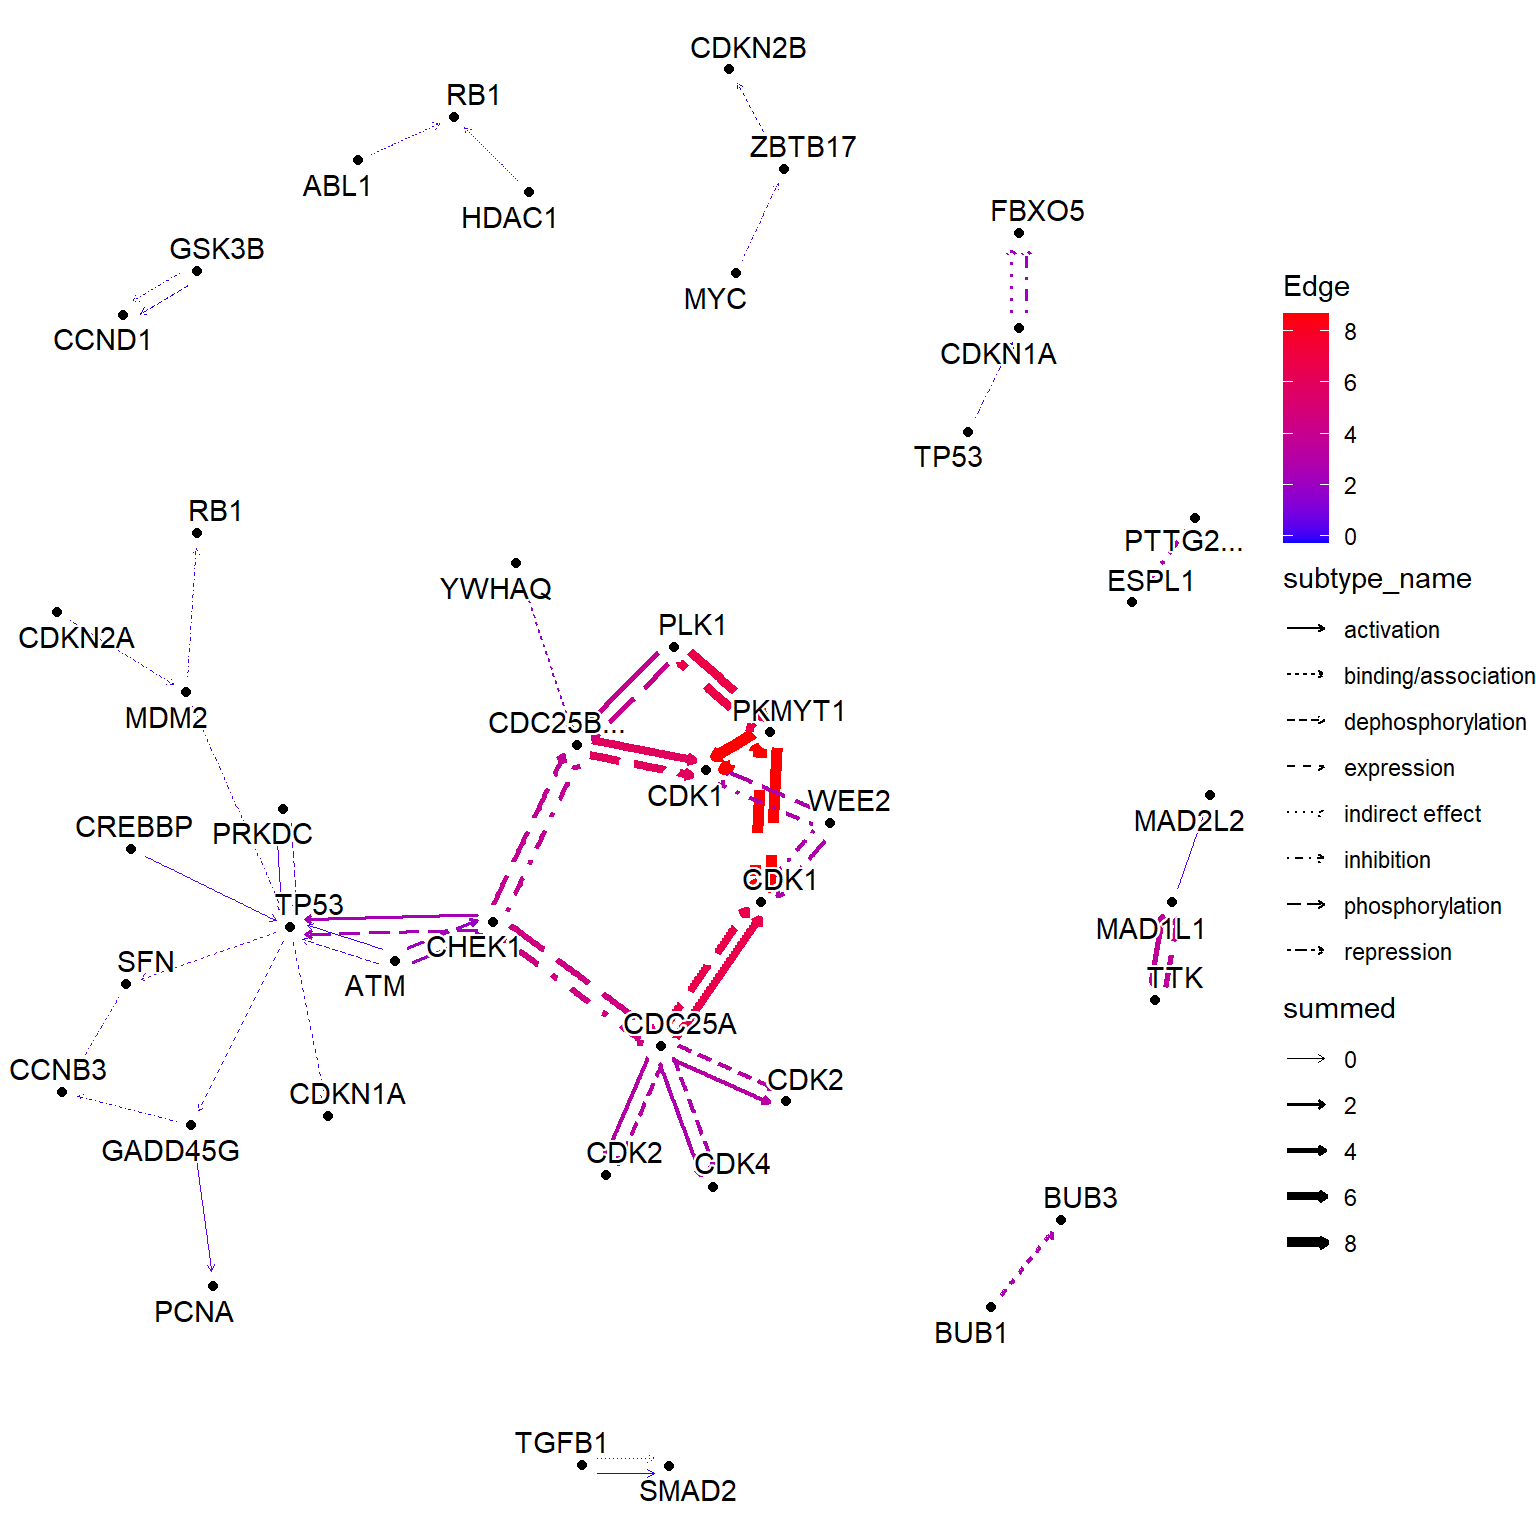 CDKN2B
RB1
ZBTB17
ABL1
HDAC1
FBXO5
GSK3B
MYC
CCND1
CDKN1A
TP53
RB1
PTTG2...
ESPL1
YWHAQ
CDKN2A
PLK1
MDM2
CDC25B...
PKMYT1
CDK1
WEE2
CREBBP
PRKDC
MAD2L2
CDK1
TP53
MAD1L1
CHEK1
SFN
ATM
TTK
CDC25A
CCNB3
CDKN1A
CDK2
GADD45G
CDK2
CDK4
BUB3
PCNA
BUB1
TGFB1
SMAD2
Edge
8
6
4
2
0
subtype_name
activation
binding/association
dephosphorylation
expression
indirect effect
inhibition
phosphorylation
repression
summed
0
2
4
6
8